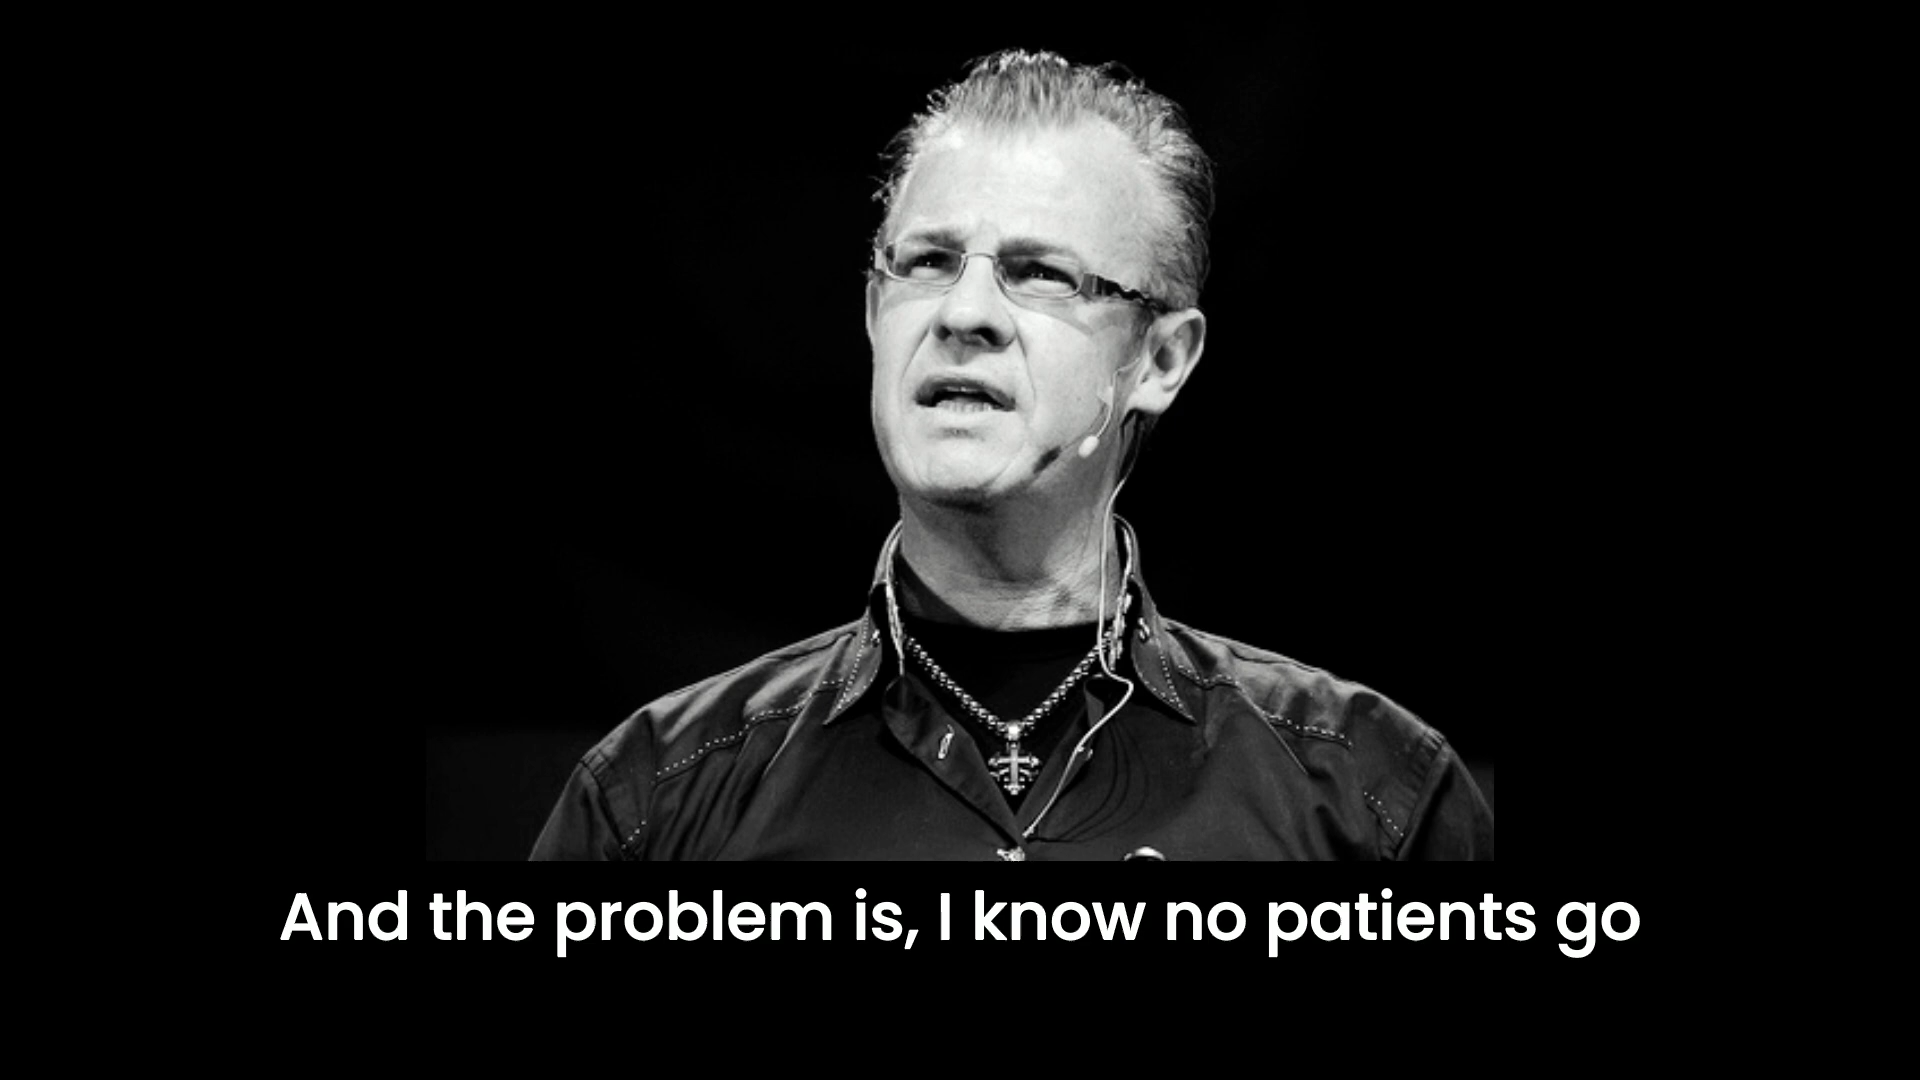 And the problem is, I know no patients go